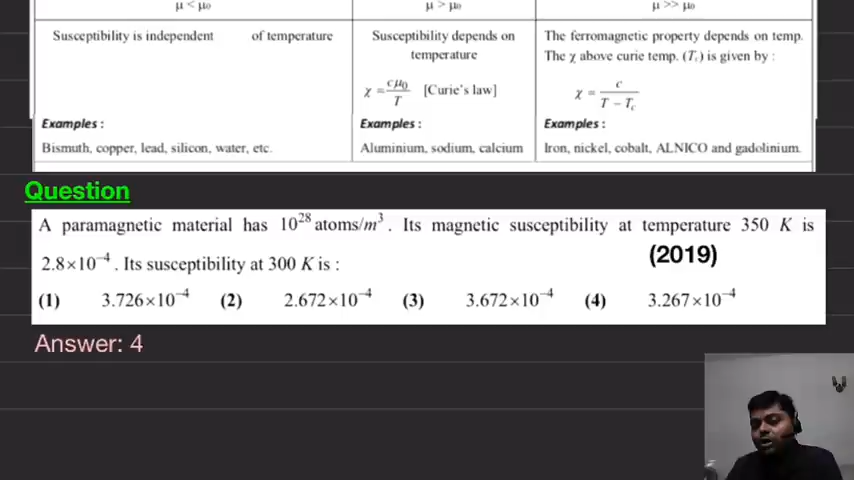 μ < μ₀ μ > μ₀ μ >> μ₀
Susceptibility is independent of temperature Susceptibility depends on The ferromagnetic property depends on temp.
temperature The χ above curie temp. (T꜀) is given by :
χ = cμ₀/T [Curie's law] χ = c/(T − T꜀)
Examples : Examples : Examples :
Bismuth, copper, lead, silicon, water, etc. Aluminium, sodium, calcium Iron, nickel, cobalt, ALNICO and gadolinium.
Question
A paramagnetic material has 10²⁸ atoms/m³. Its magnetic susceptibility at temperature 350 K is
2.8×10⁻⁴. Its susceptibility at 300 K is : (2019)
(1) 3.726×10⁻⁴ (2) 2.672×10⁻⁴ (3) 3.672×10⁻⁴ (4) 3.267×10⁻⁴
Answer: 4